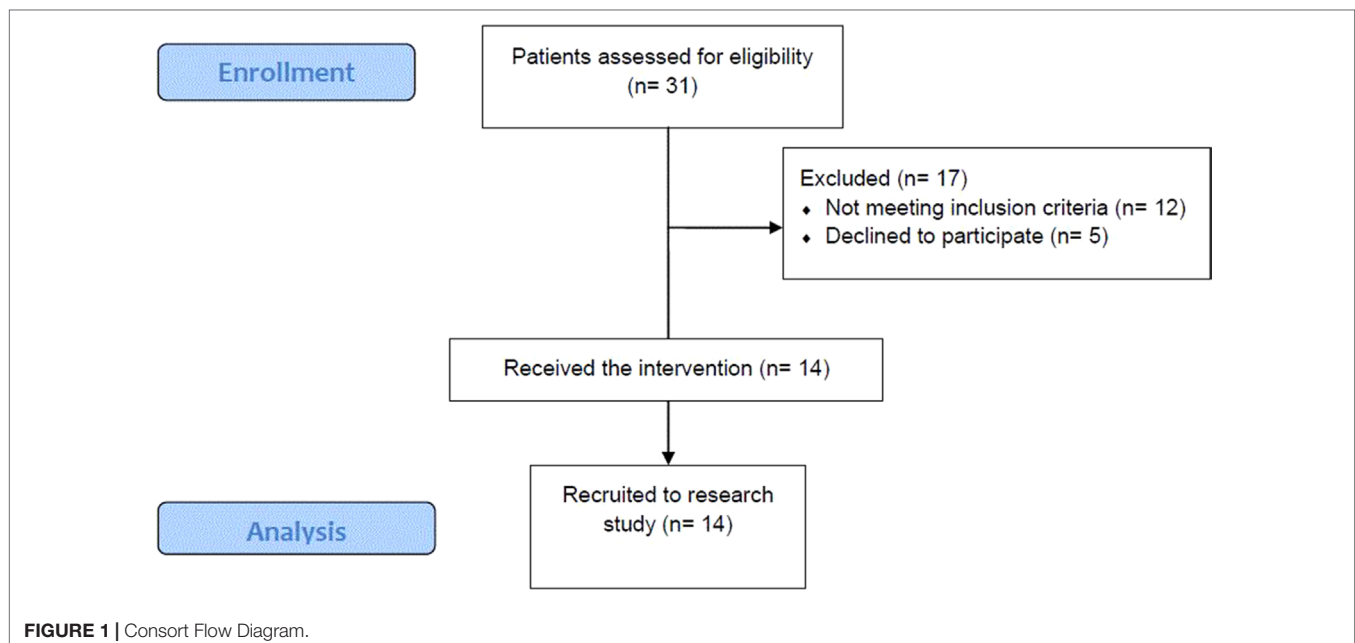 Enrollment
Patients assessed for eligibility
(n= 31)
Excluded (n= 17)
♦ Not meeting inclusion criteria (n= 12)
♦ Declined to participate (n= 5)
Received the intervention (n= 14)
Recruited to research
study (n= 14)
Analysis
FIGURE 1 | Consort Flow Diagram.